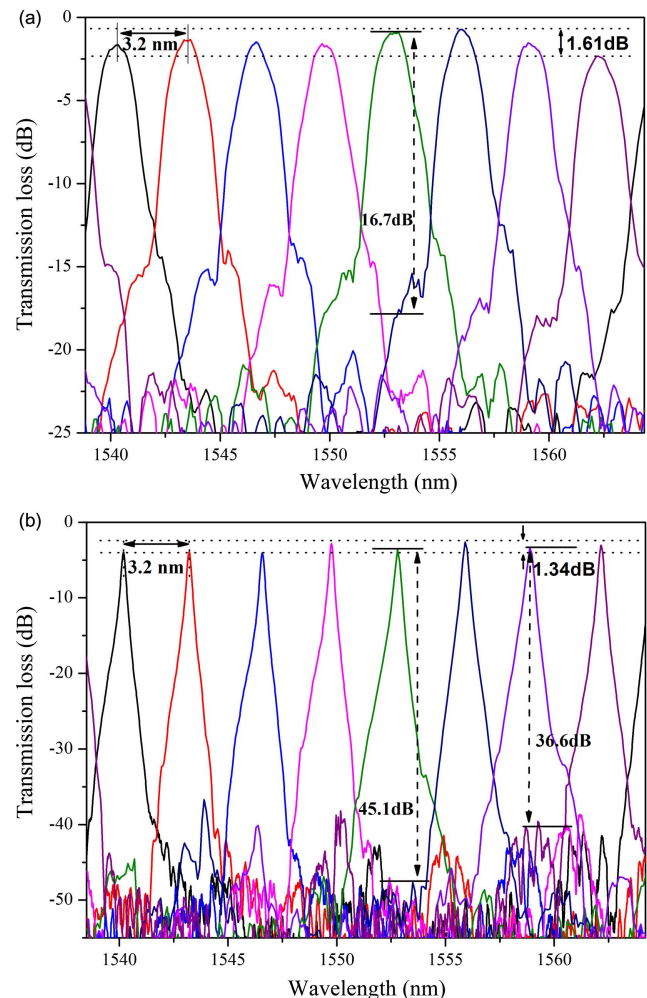 (a)
0
-5
-10
-15
-20
-25
Transmission loss (dB)
3.2 nm
1.61dB
16.7dB
1540 1545 1550 1555 1560
Wavelength (nm)
(b)
0
-10
-20
-30
-40
-50
Transmission loss (dB)
3.2 nm
1.34dB
36.6dB
45.1dB
1540 1545 1550 1555 1560
Wavelength (nm)